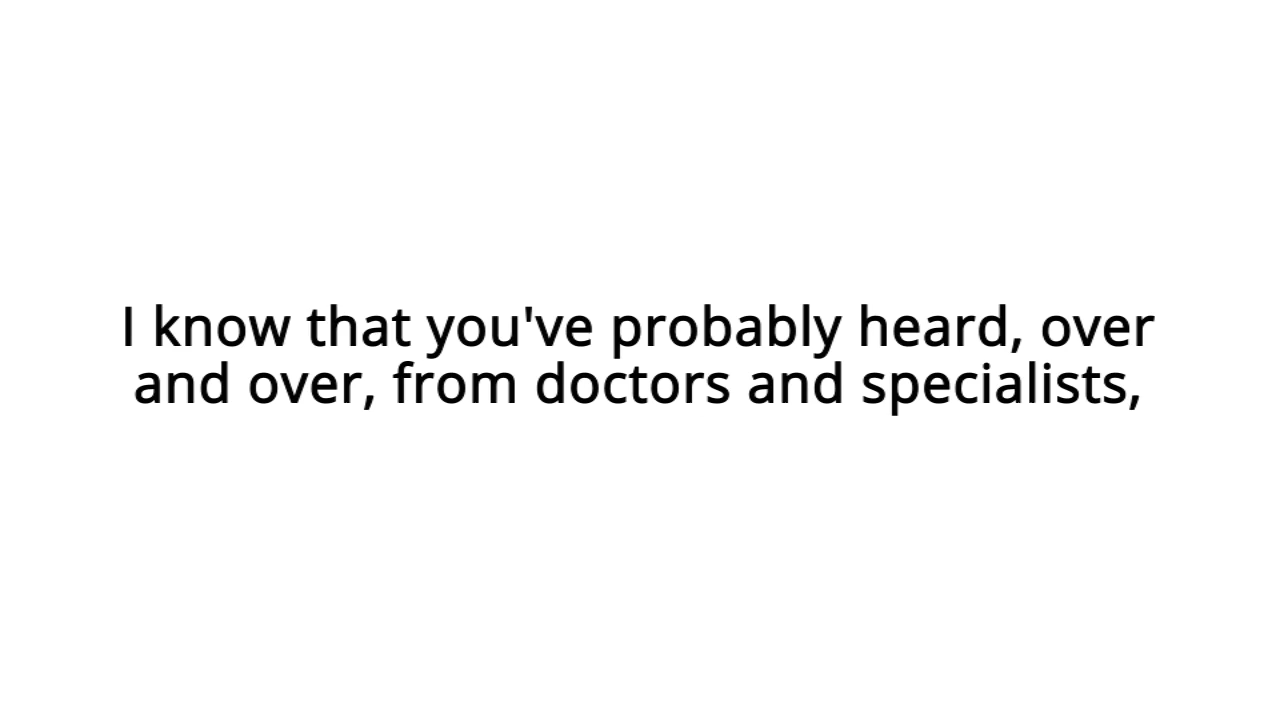 I know that you've probably heard, over
and over, from doctors and specialists,